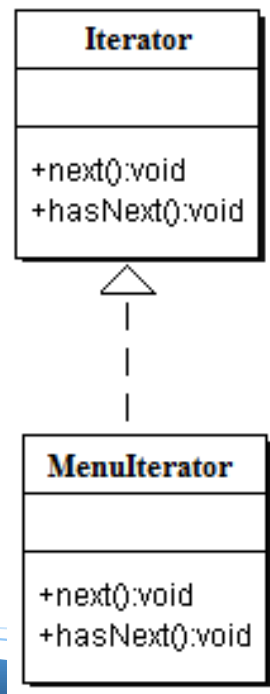 Iterator
+next():void
+hasNext():void
MenuIterator
+next():void
+hasNext():void